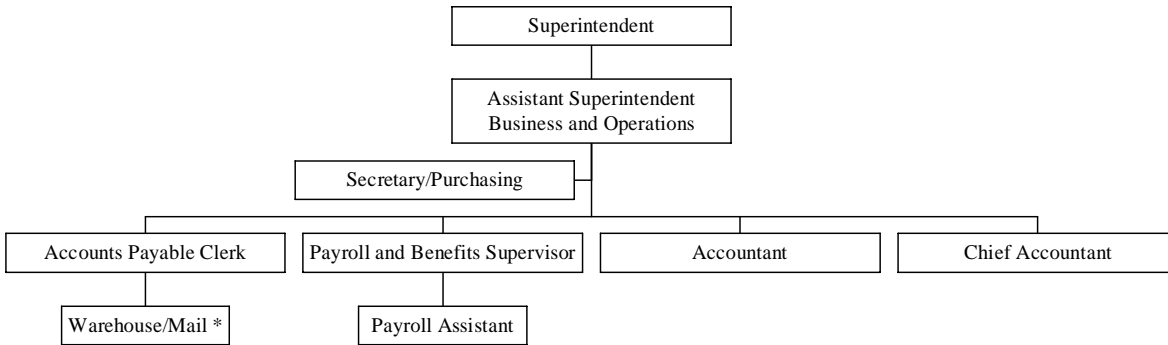 Superintendent
Assistant Superintendent
Business and Operations
Secretary/Purchasing
Accounts Payable Clerk
Payroll and Benefits Supervisor
Accountant
Chief Accountant
Warehouse/Mail *
Payroll Assistant